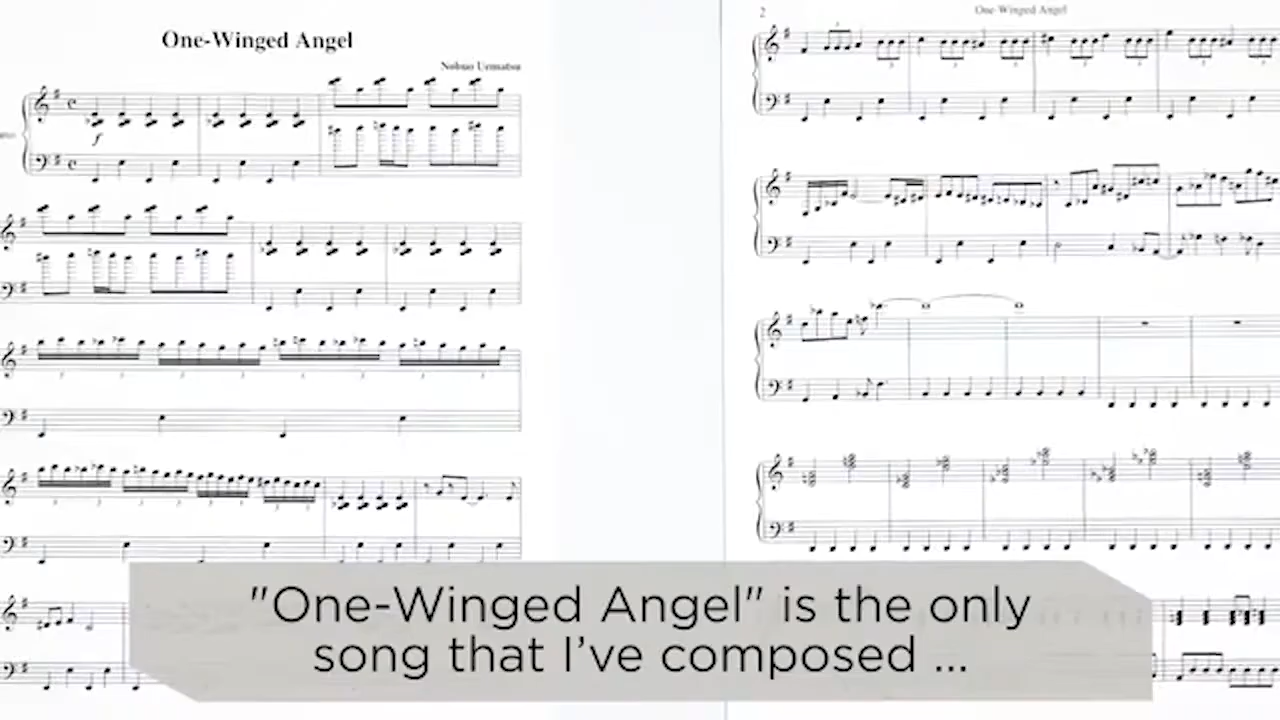 One-Winged Angel
Nobuo Uematsu
2
One-Winged Angel
"One-Winged Angel" is the only
song that I've composed ...